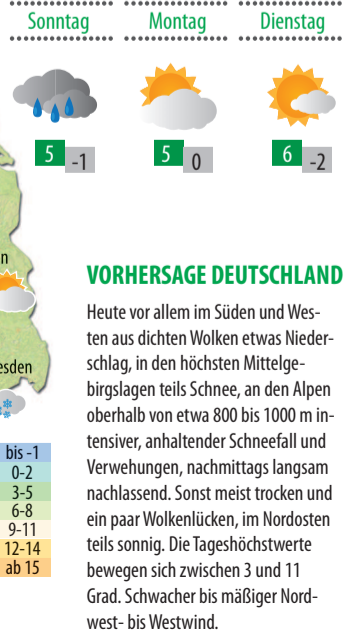 Sonntag Montag Dienstag
5 -1 5 0 6 -2
n
esden
bis -1
0-2
3-5
6-8
9-11
12-14
ab 15
VORHERSAGE DEUTSCHLAND
Heute vor allem im Süden und Wes-
ten aus dichten Wolken etwas Nieder-
schlag, in den höchsten Mittelge-
birgslagen teils Schnee, an den Alpen
oberhalb von etwa 800 bis 1000 m in-
tensiver, anhaltender Schneefall und
Verwehungen, nachmittags langsam
nachlassend. Sonst meist trocken und
ein paar Wolkenlücken, im Nordosten
teils sonnig. Die Tageshöchstwerte
bewegen sich zwischen 3 und 11
Grad. Schwacher bis mäßiger Nord-
west- bis Westwind.